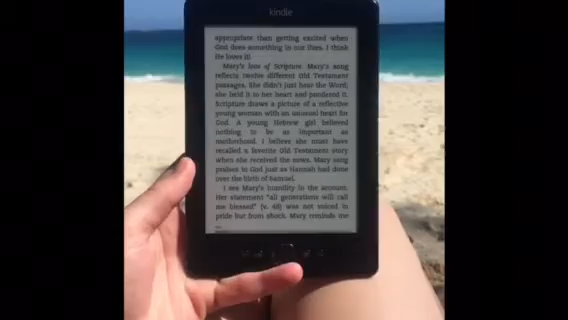 kindle
appropriate than getting excited when
God does something in our lives. I think
He loves it!
Mary's love of Scripture. Mary's song
reflects twelve different Old Testament
passages. She didn't just hear the Word;
she held it to her heart and pondered it.
Scripture draws a picture of a reflective
young woman with an unusual heart for
God. A young Hebrew girl believed
nothing to be as important as
motherhood. I believe she must have
recalled a favorite Old Testament story
when she received the news. Mary sang
praises to God just as Hannah had done
over the birth of Samuel.
I see Mary's humility in the account.
Her statement "all generations will call
me blessed" (v. 48) was not voiced in
pride but from shock. Mary reminds me